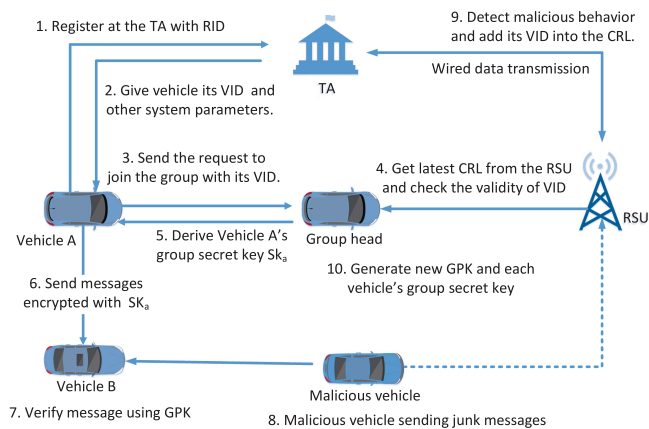 1. Register at the TA with RID
9. Detect malicious behavior
and add its VID into the CRL.
Wired data transmission
TA
2. Give vehicle its VID and
other system parameters.
3. Send the request to
join the group with its VID.
4. Get latest CRL from the RSU
and check the validity of VID
RSU
Vehicle A
5. Derive Vehicle A's
group secret key Skₐ
Group head
6. Send messages
encrypted with SKₐ
10. Generate new GPK and each
vehicle's group secret key
Vehicle B
Malicious vehicle
7. Verify message using GPK
8. Malicious vehicle sending junk messages